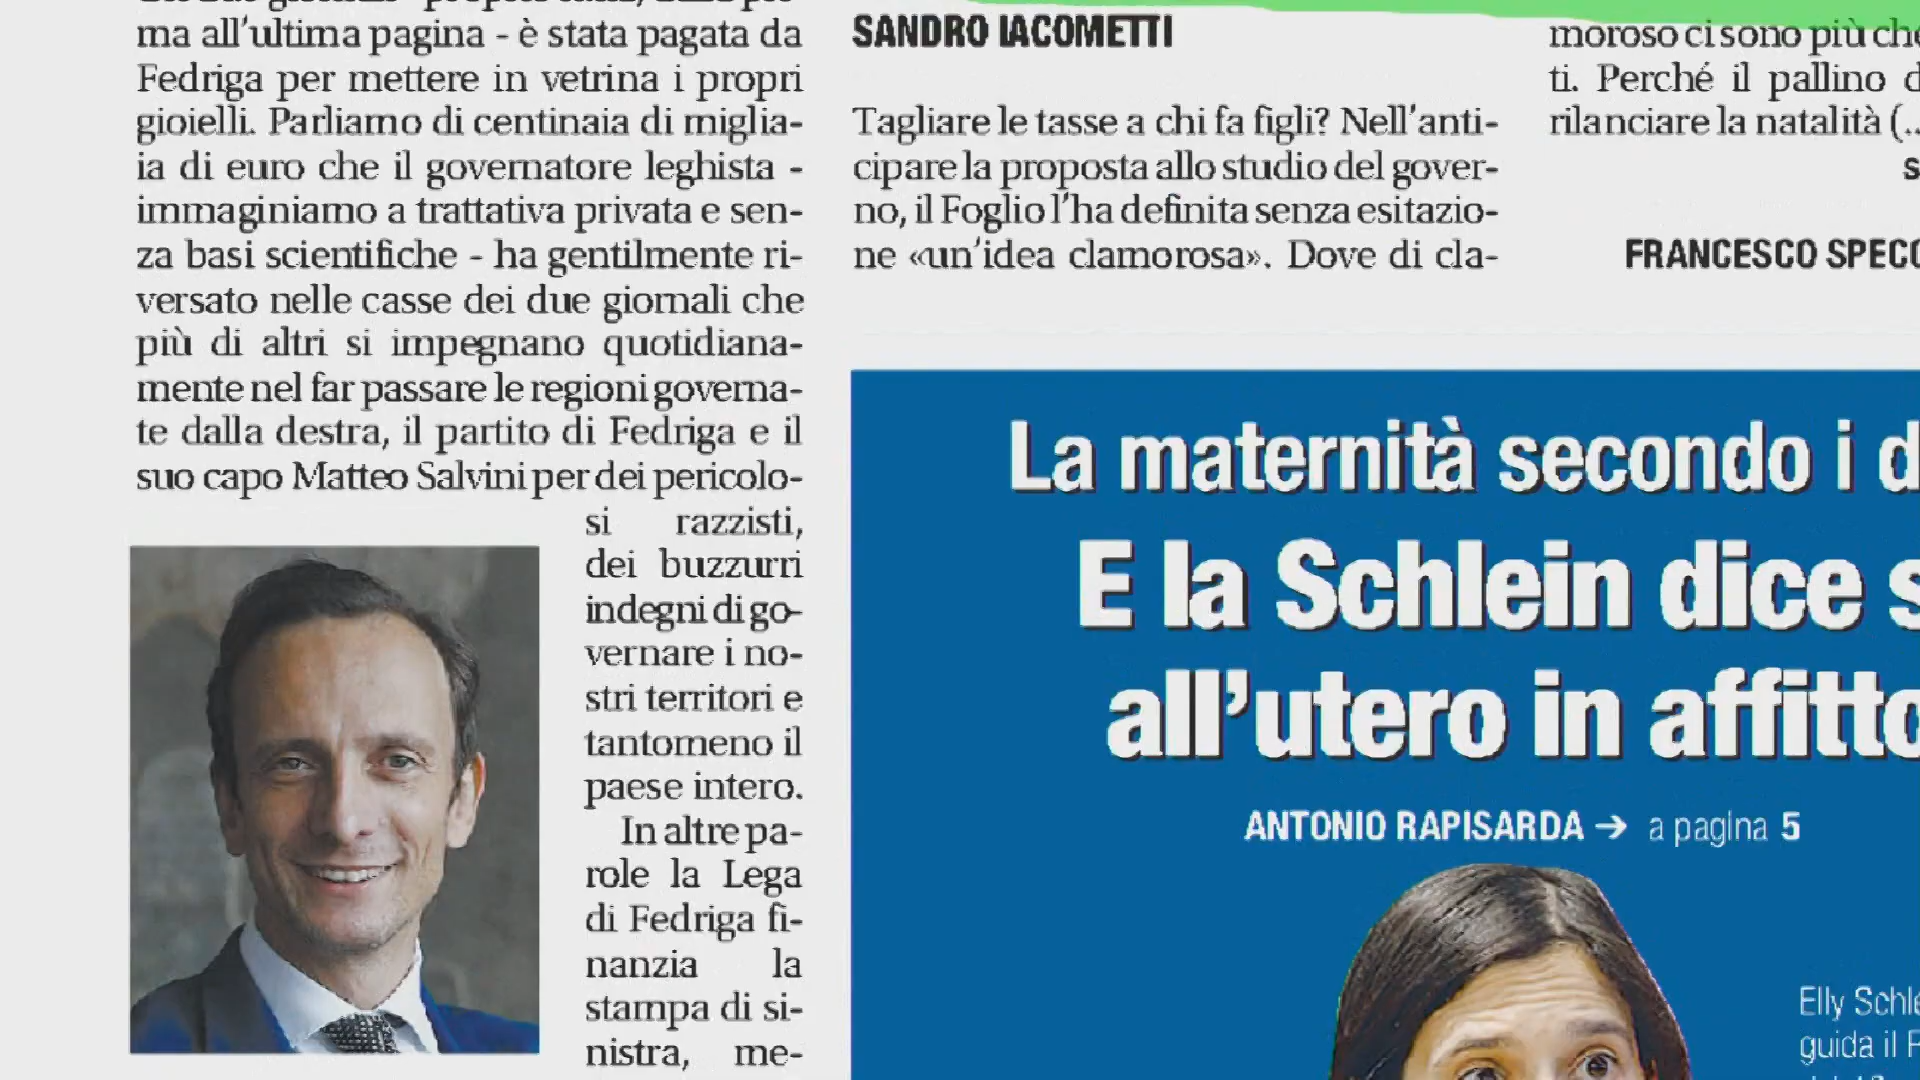 ma all'ultima pagina - è stata pagata da
Fedriga per mettere in vetrina i propri
gioielli. Parliamo di centinaia di miglia-
ia di euro che il governatore leghista -
immaginiamo a trattativa privata e sen-
za basi scientifiche - ha gentilmente ri-
versato nelle casse dei due giornali che
più di altri si impegnano quotidiana-
mente nel far passare le regioni governa-
te dalla destra, il partito di Fedriga e il
suo capo Matteo Salvini per dei pericolo-
si razzisti,
dei buzzurri
indegni di go-
vernare i no-
stri territori e
tantomeno il
paese intero.
In altre pa-
role la Lega
di Fedriga fi-
nanzia la
stampa di si-
nistra, me-
SANDRO IACOMETTI
Tagliare le tasse a chi fa figli? Nell'anti-
cipare la proposta allo studio del gover-
no, il Foglio l'ha definita senza esitazio-
ne «un'idea clamorosa». Dove di cla-
moroso ci sono più che
ti. Perché il pallino d
rilanciare la natalità (..
s
FRANCESCO SPECC
La maternità secondo i d
E la Schlein dice s
all'utero in affitto
ANTONIO RAPISARDA ➔ a pagina 5
Elly Schle
guida il P